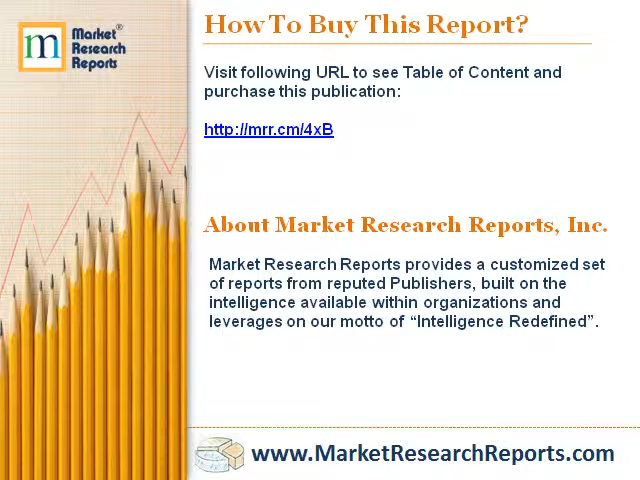 m
Market®
Research
Reports
How To Buy This Report?
Visit following URL to see Table of Content and
purchase this publication:
http://mrr.cm/4xB
About Market Research Reports, Inc.
Market Research Reports provides a customized set
of reports from reputed Publishers, built on the
intelligence available within organizations and
leverages on our motto of “Intelligence Redefined”.
www.MarketResearchReports.com